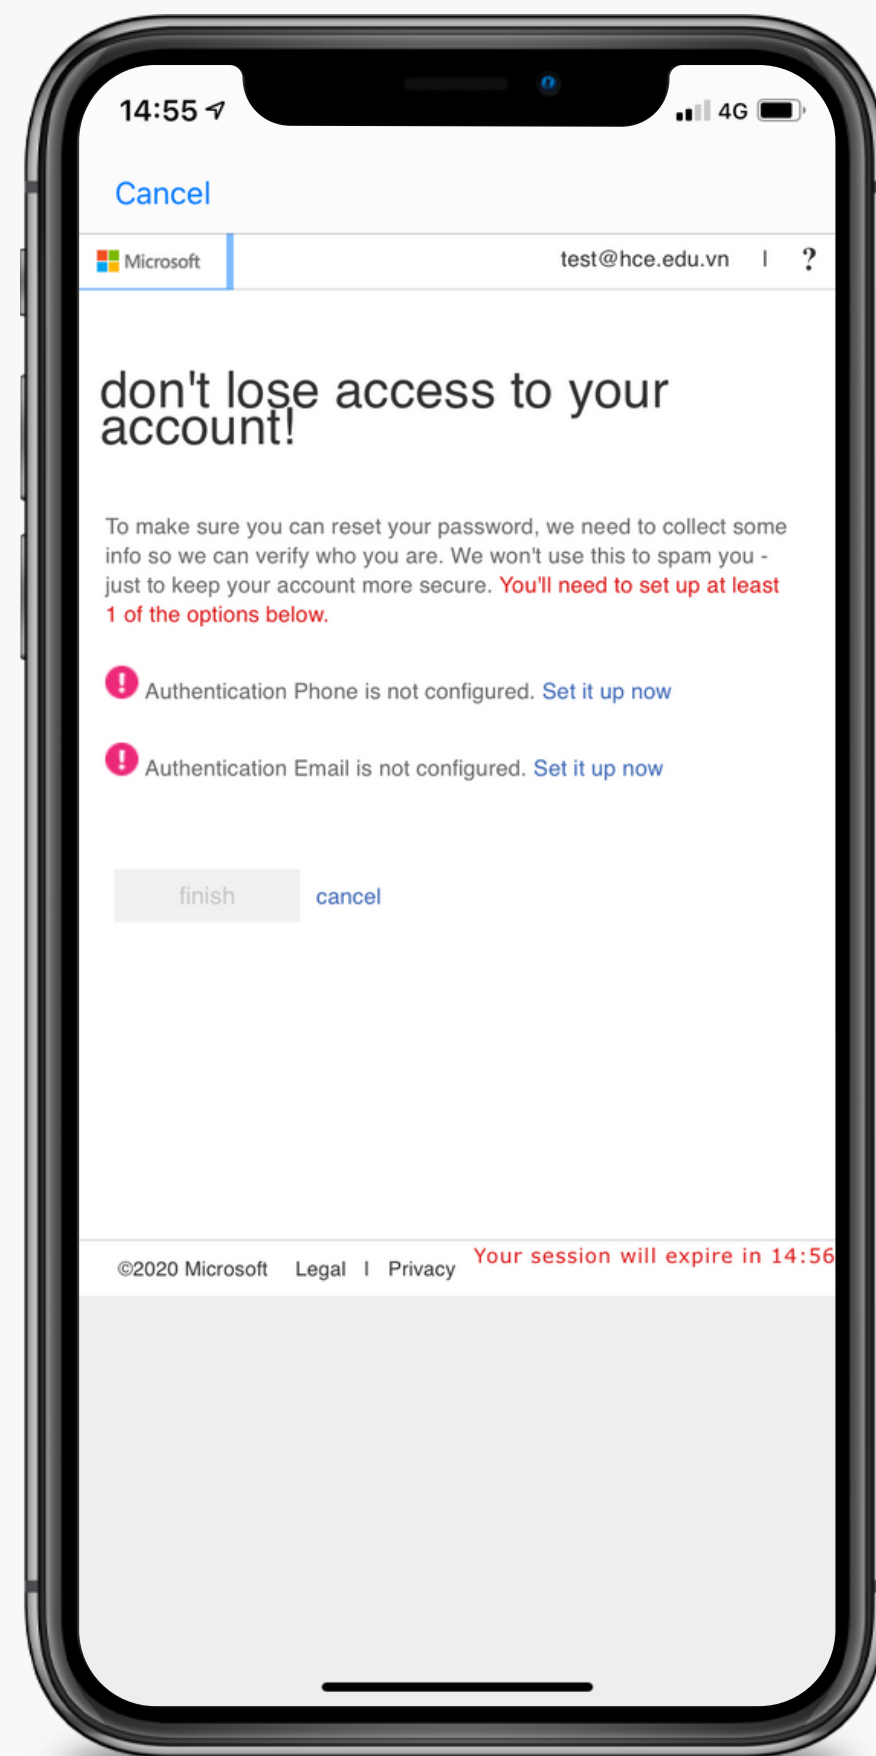 14:55
4G
Cancel
Microsoft
test@hce.edu.vn | ?
don't lose access to your
account!
To make sure you can reset your password, we need to collect some
info so we can verify who you are. We won't use this to spam you -
just to keep your account more secure. You'll need to set up at least
1 of the options below.
! Authentication Phone is not configured. Set it up now
! Authentication Email is not configured. Set it up now
finish cancel
©2020 Microsoft Legal | Privacy
Your session will expire in 14:56